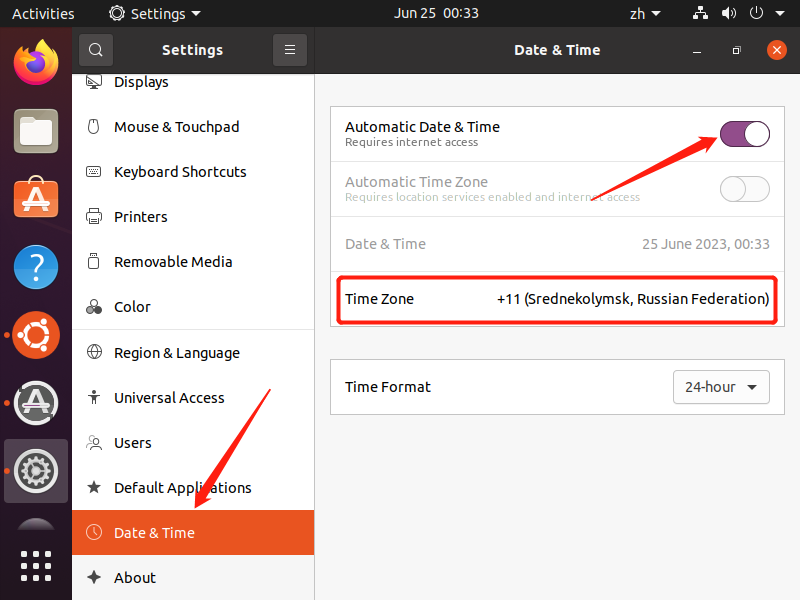 Activities
Settings
Jun 25 00:33
zh
Settings
Date & Time
Displays
Mouse & Touchpad
Keyboard Shortcuts
Printers
Removable Media
Color
Region & Language
Universal Access
Users
Default Applications
Date & Time
About
Automatic Date & Time
Requires internet access
Automatic Time Zone
Requires location services enabled and internet access
Date & Time 25 June 2023, 00:33
Time Zone +11 (Srednekolymsk, Russian Federation)
Time Format 24-hour